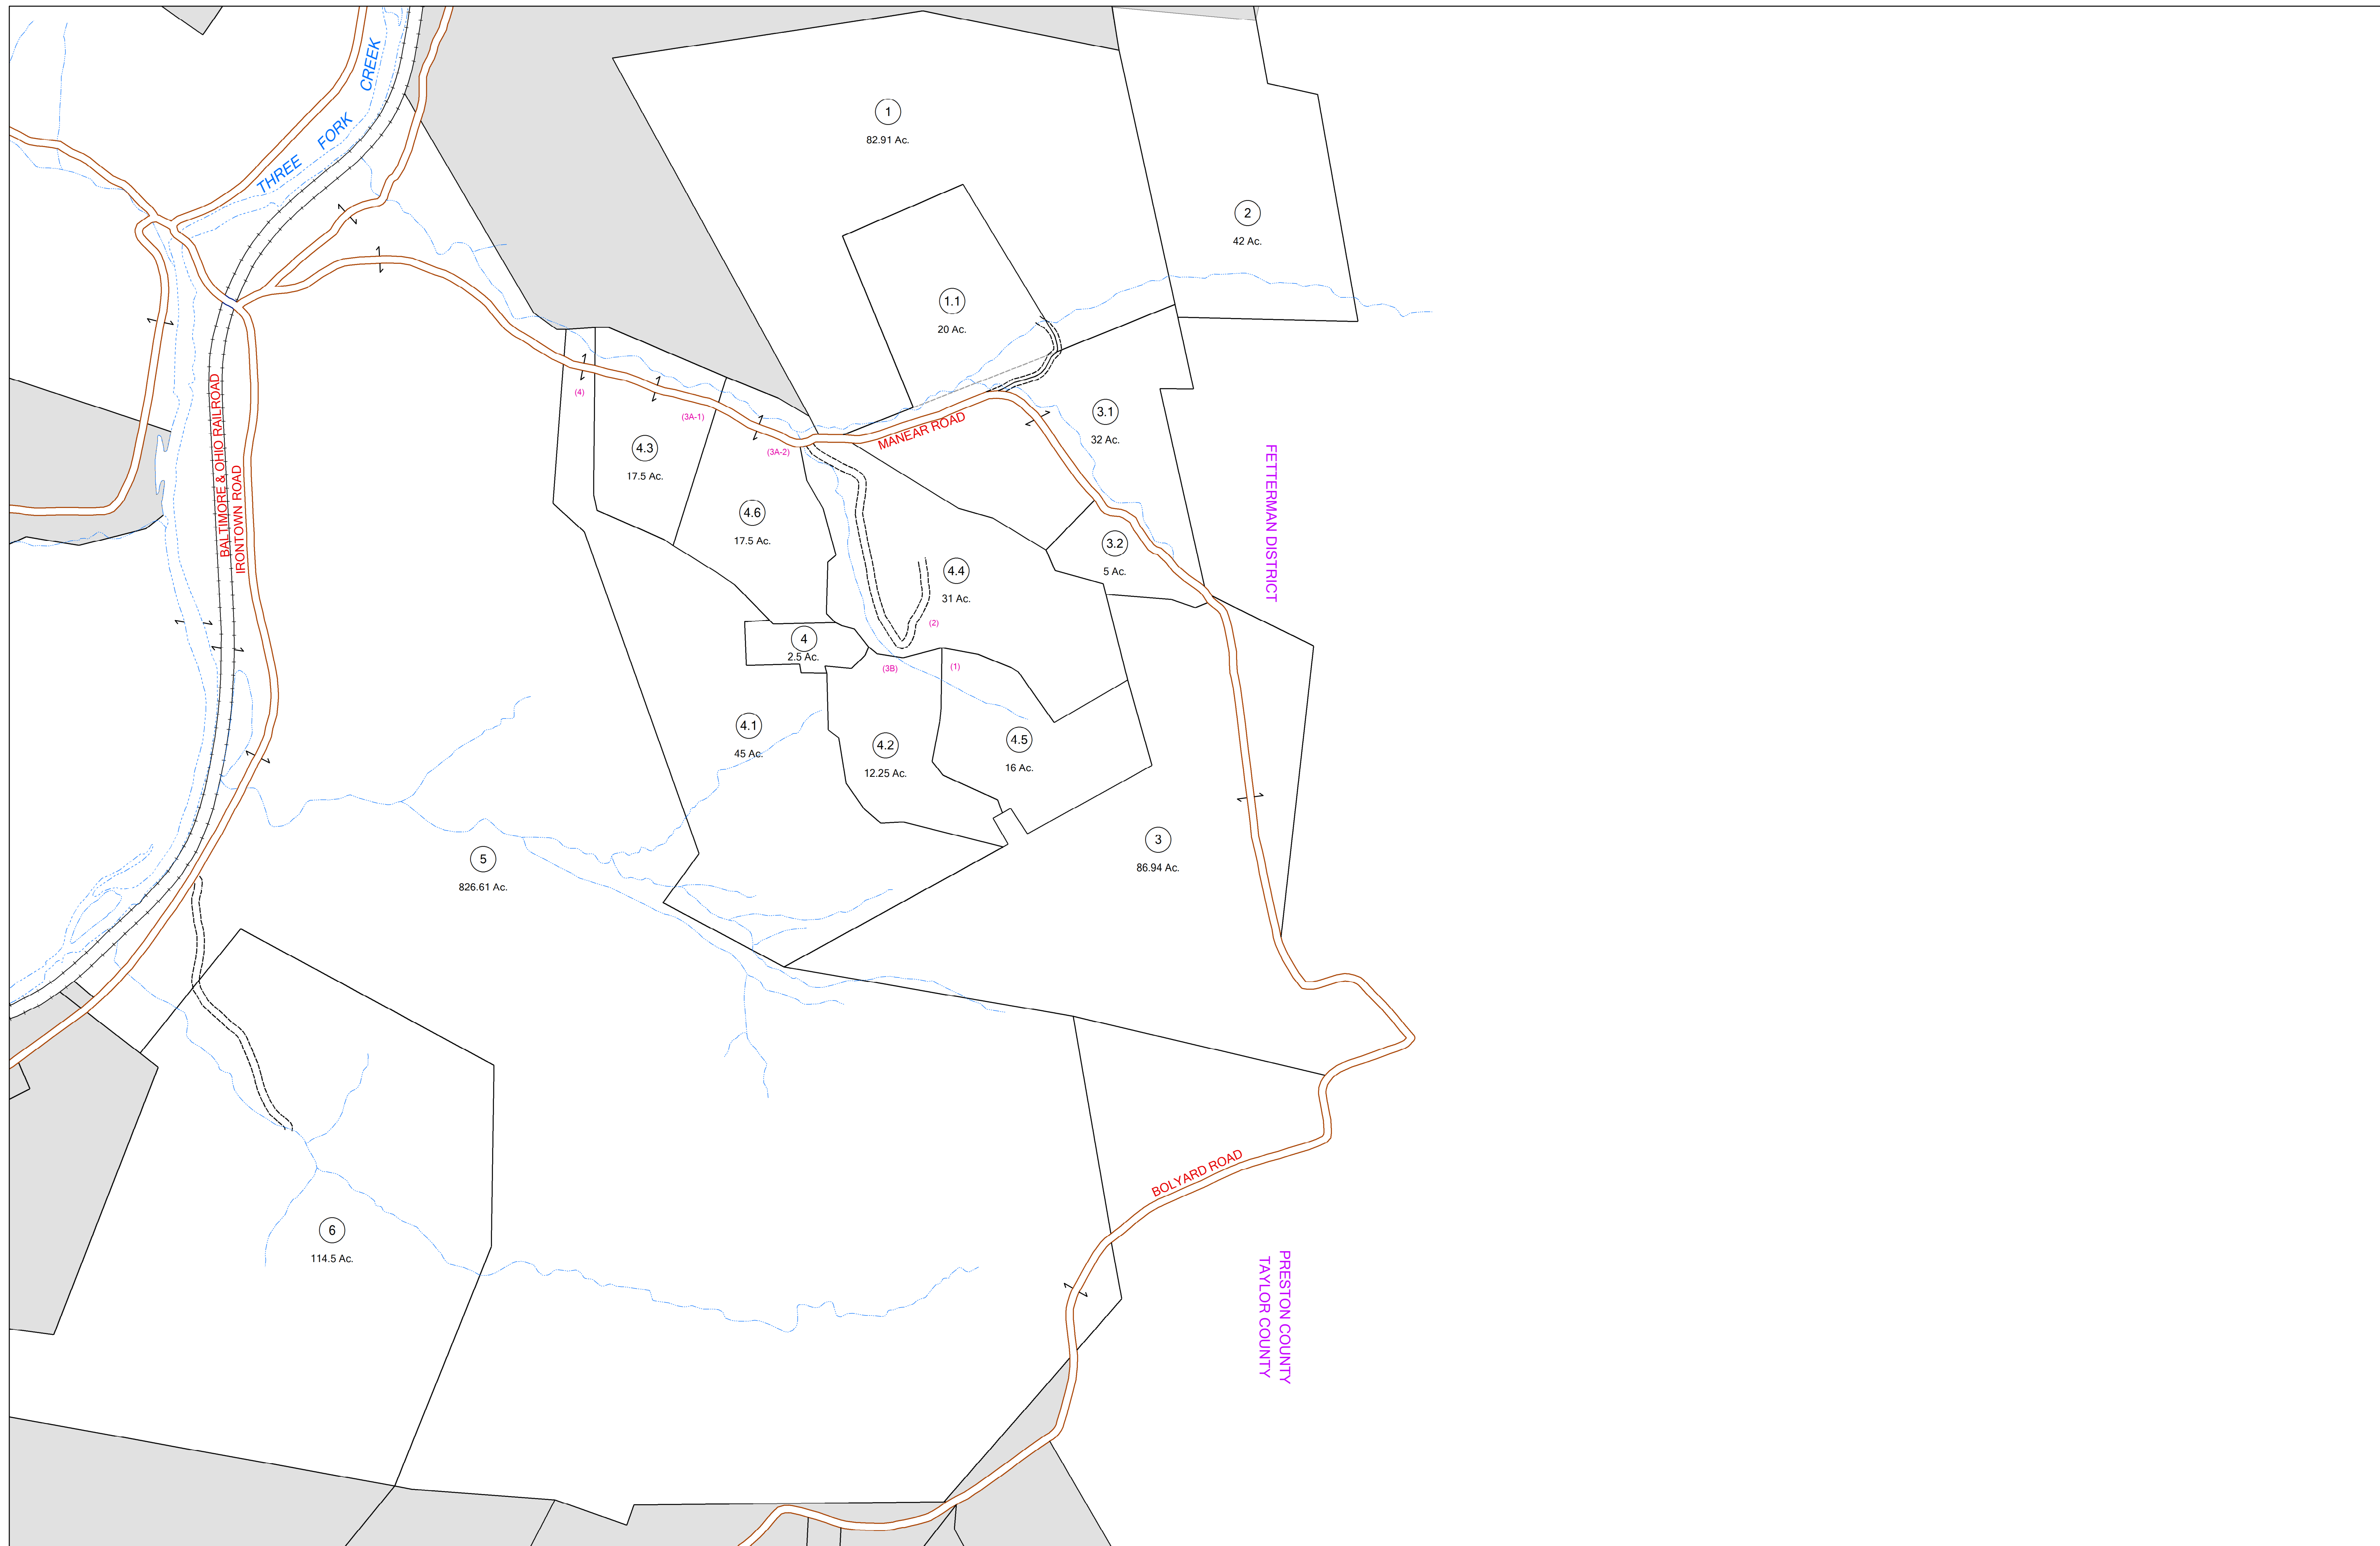 THREE FORK CREEK
1
82.91 Ac.
2
42 Ac.
1.1
20 Ac.
(4)
(3A-1)
(3A-2)
MANEAR ROAD
3.1
32 Ac.
4.3
17.5 Ac.
4.6
17.5 Ac.
BALTIMORE & OHIO RAILROAD
IRONTOWN ROAD
FETTERMAN DISTRICT
3.2
5 Ac.
4.4
31 Ac.
(2)
4
2.5 Ac.
(3B)
(1)
4.1
45 Ac.
4.2
12.25 Ac.
4.5
16 Ac.
3
86.94 Ac.
5
826.61 Ac.
BOLYARD ROAD
6
114.5 Ac.
PRESTON COUNTY
TAYLOR COUNTY